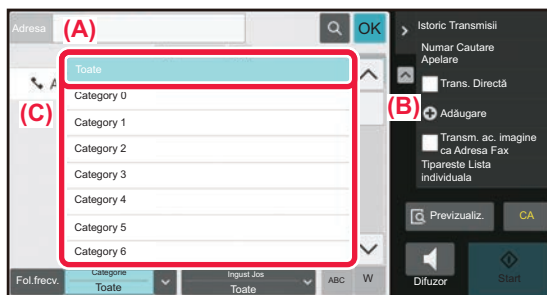 Adresa
(A)
OK
Toate
A
(C)
Category 0
Category 1
Category 2
Category 3
Category 4
Category 5
Category 6
Fol.frecv.
Categorie
Toate
Ingust Jos
Toate
ABC
W
Istoric Transmisii
Numar Cautare
Apelare
Trans. Directă
(B)
Adăugare
Transm. ac. imagine
ca Adresa Fax
Tipareste Lista
individuala
Previzualiz.
CA
Difuzor
Start